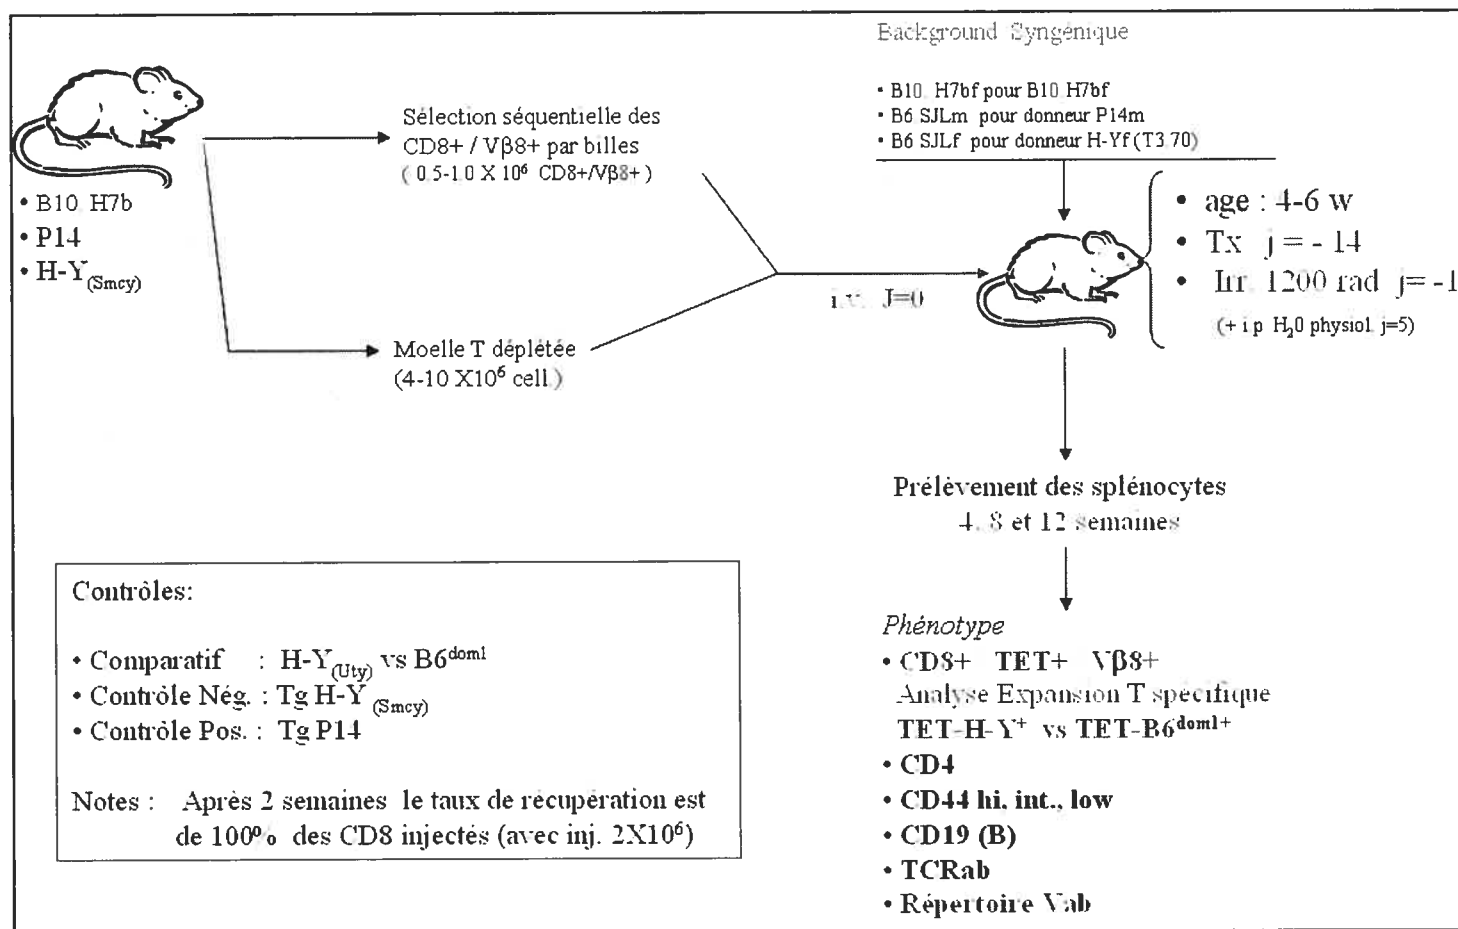 Background Syngénique
• B10 H7bf pour B10 H7bf
• B6 SJLm pour donneur P14m
• B6 SJLf pour donneur H-Yf (T3 70)
Sélection séquentielle des
CD8+ / Vβ8+ par billes
( 0.5-1.0 X 10⁶ CD8+/Vβ8+ )
• B10 H7b
• P14
• H-Y(Smcy)
Moelle T déplétée
(4-10 X10⁶ cell.)
i.v. J=0
• age : 4-6 w
• Tx j = - 14
• Irr. 1200 rad j= -1
(+ i p H₂0 physiol. j=5)
Prélèvement des splénocytes
4. 8 et 12 semaines
Phénotype
• CD8+ TET+ Vβ8+
Analyse Expansion T spécifique
TET-H-Y⁺ vs TET-B6ᵈᵒᵐ¹⁺
• CD4
• CD44 hi, int., low
• CD19 (B)
• TCRab
• Répertoire Vab
Contrôles:
• Comparatif : H-Y(Uty) vs B6ᵈᵒᵐ¹
• Contrôle Nég. : Tg H-Y (Smcy)
• Contrôle Pos. : Tg P14
Notes : Après 2 semaines le taux de récupération est
de 100% des CD8 injectés (avec inj. 2X10⁶)